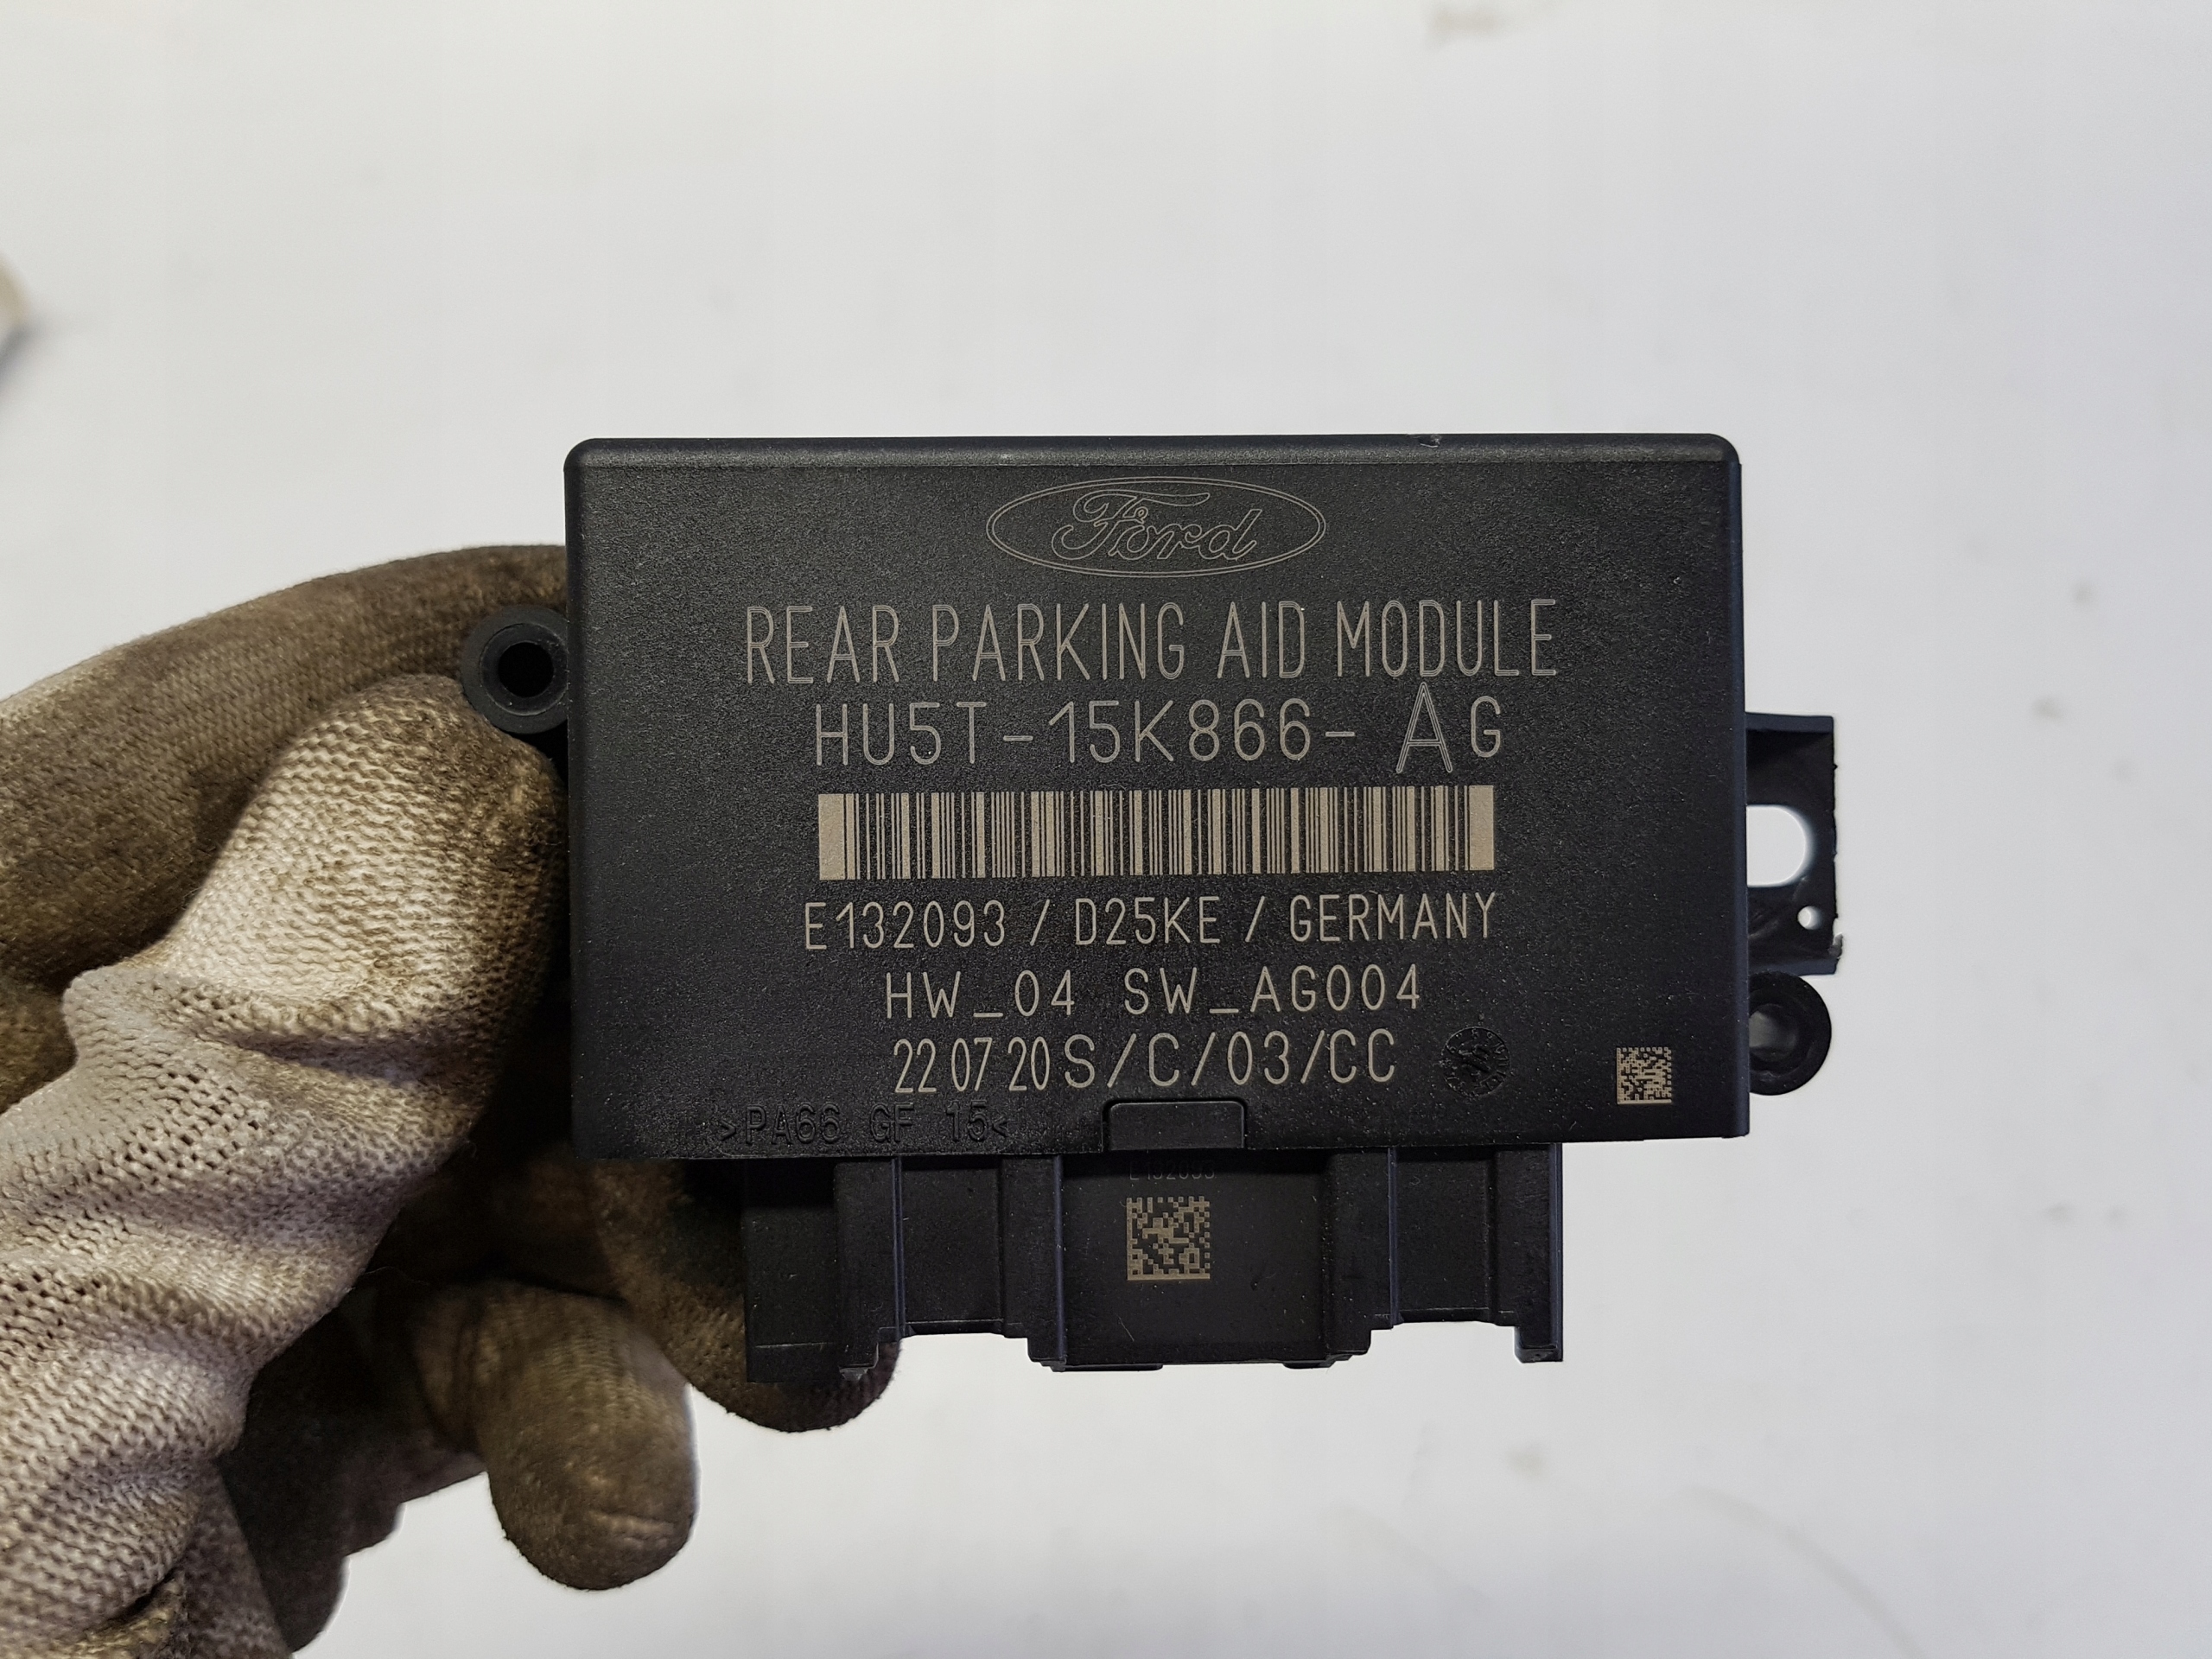 Ford
REAR PARKING AID MODULE
HU5T-15K866-AG
E132093 / D25KE / GERMANY
HW_04 SW_AG004
22 07 20 S/C/03/CC
>PA66 GF 15<
E132093